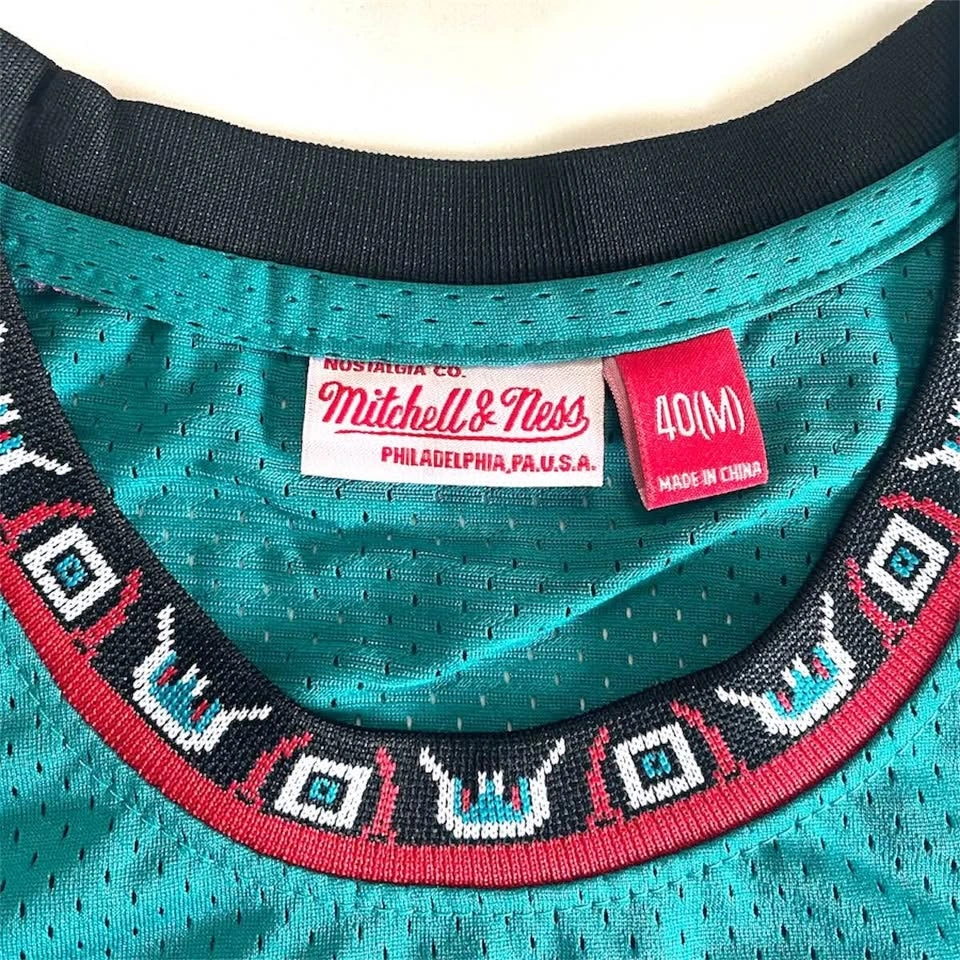 NOSTALGIA CO.
Mitchell & Ness
PHILADELPHIA, PA. U.S.A.
40(M)
MADE IN CHINA